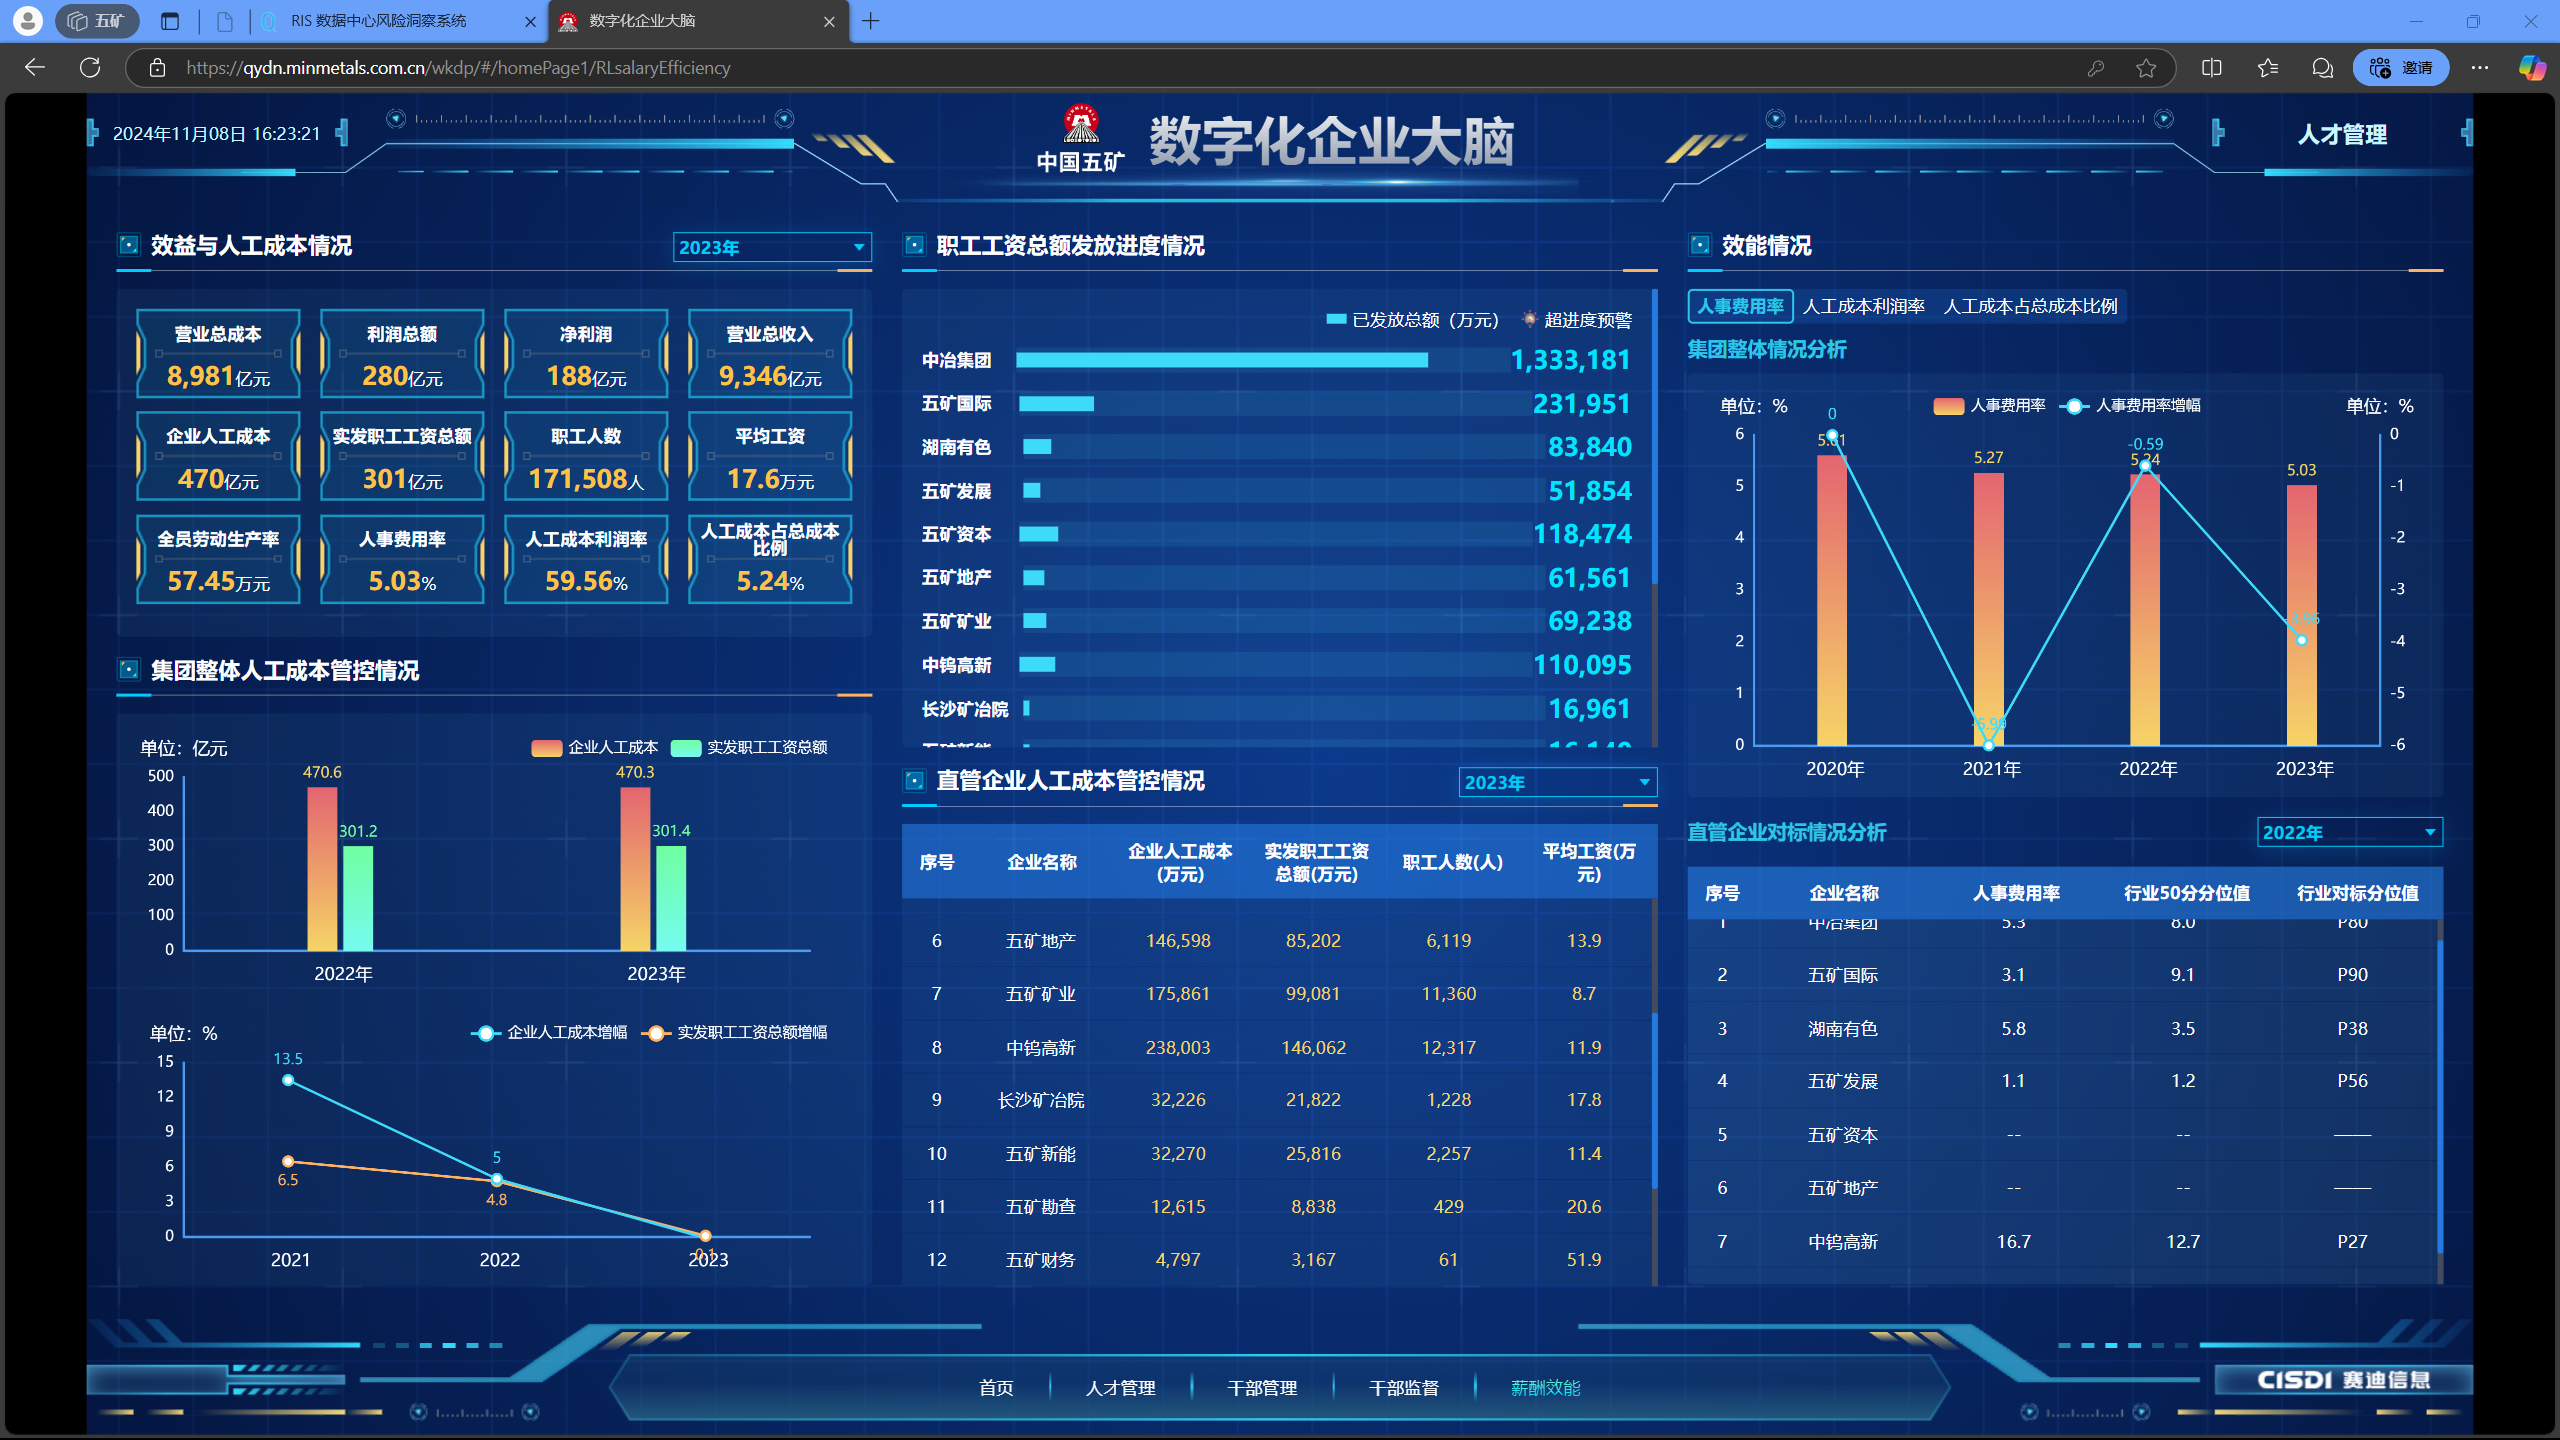 五矿
RIS 数据中心风险洞察系统
数字化企业大脑
https://qydn.minmetals.com.cn/wkdp/#/homePage1/RLsalaryEfficiency
邀请
2024年11月08日 16:23:21
中国五矿
数字化企业大脑
人才管理
效益与人工成本情况
2023年
营业总成本 利润总额 净利润 营业总收入
8,981亿元 280亿元 188亿元 9,346亿元
企业人工成本 实发职工工资总额 职工人数 平均工资
470亿元 301亿元 171,508人 17.6万元
全员劳动生产率 人事费用率 人工成本利润率 人工成本占总成本比例
57.45万元 5.03% 59.56% 5.24%
集团整体人工成本管控情况
单位：亿元
企业人工成本 实发职工工资总额
500
400
300
200
100
0
470.6 301.2 470.3 301.4
2022年 2023年
单位：%
企业人工成本增幅 实发职工工资总额增幅
15
12
9
6
3
0
13.5 5
6.5 4.8 0.1
2021 2022 2023
职工工资总额发放进度情况
已发放总额（万元） 超进度预警
中冶集团 1,333,181
五矿国际 231,951
湖南有色 83,840
五矿发展 51,854
五矿资本 118,474
五矿地产 61,561
五矿矿业 69,238
中钨高新 110,095
长沙矿冶院 16,961
五矿新能 16,140
直管企业人工成本管控情况
2023年
序号 企业名称 企业人工成本(万元) 实发职工工资总额(万元) 职工人数(人) 平均工资(万元)
6 五矿地产 146,598 85,202 6,119 13.9
7 五矿矿业 175,861 99,081 11,360 8.7
8 中钨高新 238,003 146,062 12,317 11.9
9 长沙矿冶院 32,226 21,822 1,228 17.8
10 五矿新能 32,270 25,816 2,257 11.4
11 五矿勘查 12,615 8,838 429 20.6
12 五矿财务 4,797 3,167 61 51.9
效能情况
人事费用率 人工成本利润率 人工成本占总成本比例
集团整体情况分析
单位：%
人事费用率 人事费用率增幅
单位：%
6
5
4
3
2
1
0
0
-1
-2
-3
-4
-5
-6
5.61 5.27 5.24 5.03
0 -0.59
2020年 2021年 2022年 2023年
直管企业对标情况分析
2022年
序号 企业名称 人事费用率 行业50分分位值 行业对标分位值
1 中冶集团 5.3 8.0 P80
2 五矿国际 3.1 9.1 P90
3 湖南有色 5.8 3.5 P38
4 五矿发展 1.1 1.2 P56
5 五矿资本 -- -- ——
6 五矿地产 -- -- ——
7 中钨高新 16.7 12.7 P27
首页 人才管理 干部管理 干部监督 薪酬效能
CISDI 赛迪信息